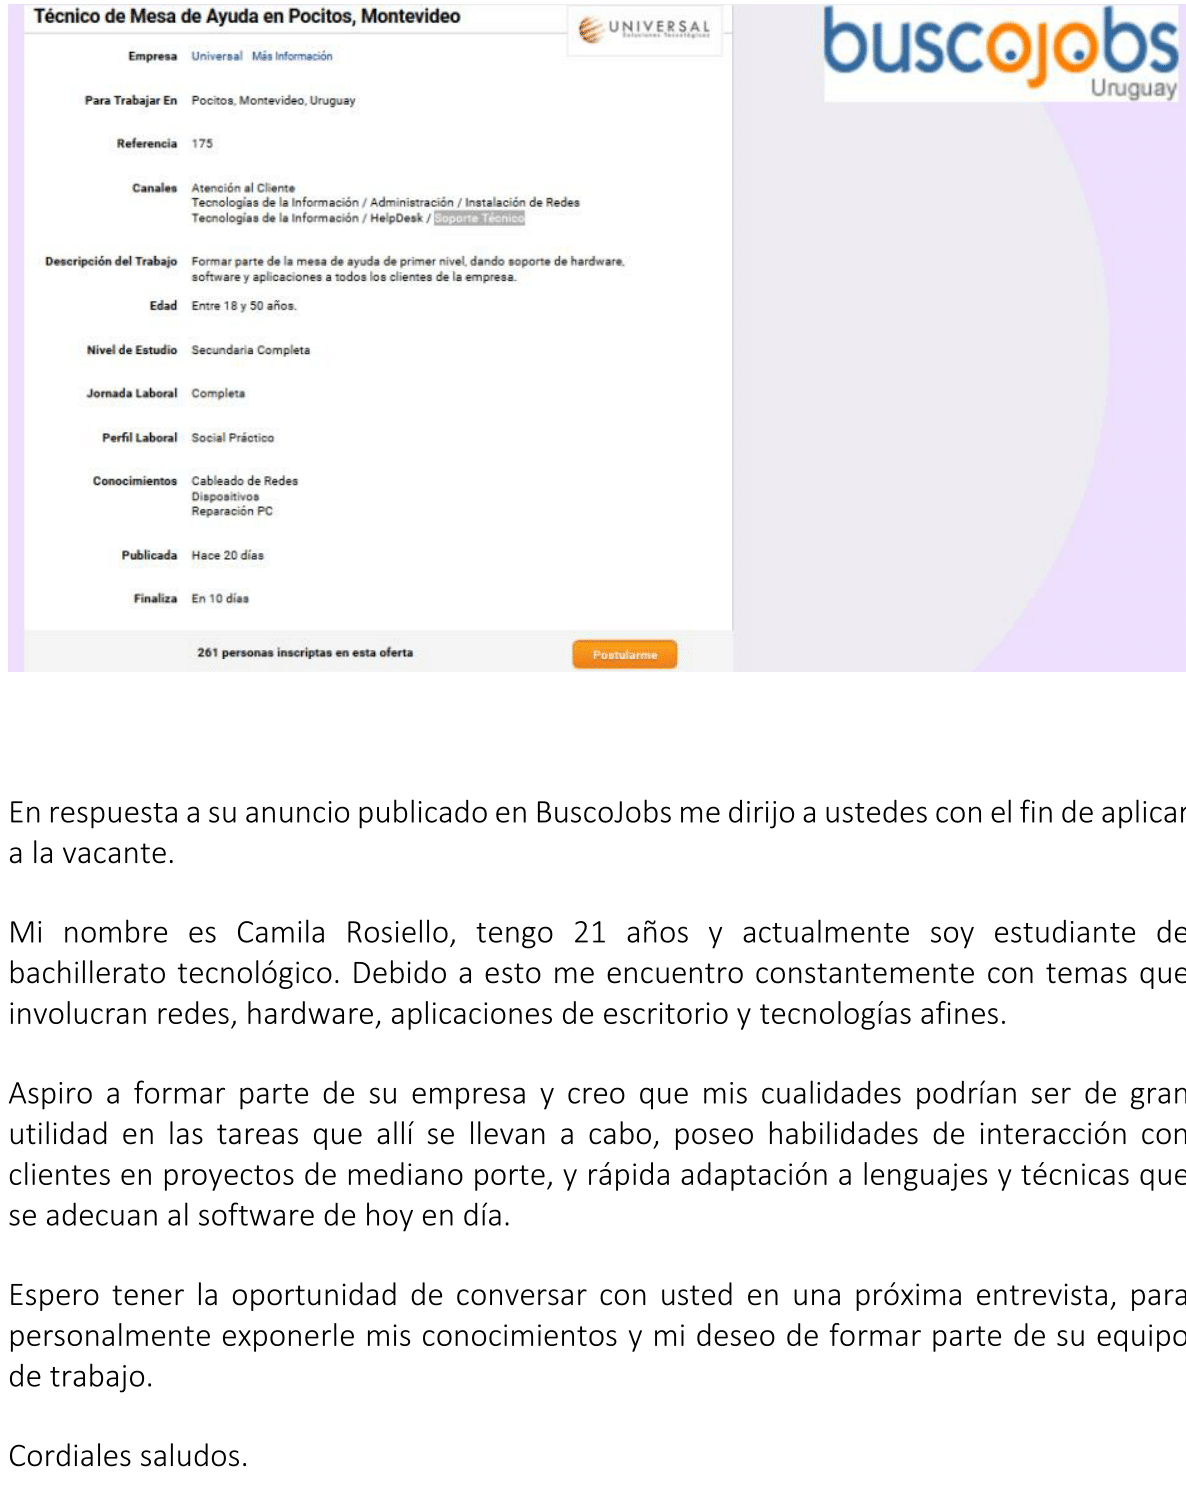 Técnico de Mesa de Ayuda en Pocitos, Montevideo
UNIVERSAL
Soluciones Tecnológicas
buscojobs
Uruguay
Empresa Universal Más Información
Para Trabajar En Pocitos, Montevideo, Uruguay
Referencia 175
Canales Atención al Cliente
Tecnologías de la Información / Administración / Instalación de Redes
Tecnologías de la Información / HelpDesk / Soporte Técnico
Descripción del Trabajo Formar parte de la mesa de ayuda de primer nivel, dando soporte de hardware,
software y aplicaciones a todos los clientes de la empresa.
Edad Entre 18 y 50 años.
Nivel de Estudio Secundaria Completa
Jornada Laboral Completa
Perfil Laboral Social Práctico
Conocimientos Cableado de Redes
Dispositivos
Reparación PC
Publicada Hace 20 días
Finaliza En 10 días
261 personas inscriptas en esta oferta
Postularme
En respuesta a su anuncio publicado en BuscoJobs me dirijo a ustedes con el fin de aplicar
a la vacante.
Mi nombre es Camila Rosiello, tengo 21 años y actualmente soy estudiante de
bachillerato tecnológico. Debido a esto me encuentro constantemente con temas que
involucran redes, hardware, aplicaciones de escritorio y tecnologías afines.
Aspiro a formar parte de su empresa y creo que mis cualidades podrían ser de gran
utilidad en las tareas que allí se llevan a cabo, poseo habilidades de interacción con
clientes en proyectos de mediano porte, y rápida adaptación a lenguajes y técnicas que
se adecuan al software de hoy en día.
Espero tener la oportunidad de conversar con usted en una próxima entrevista, para
personalmente exponerle mis conocimientos y mi deseo de formar parte de su equipo
de trabajo.
Cordiales saludos.